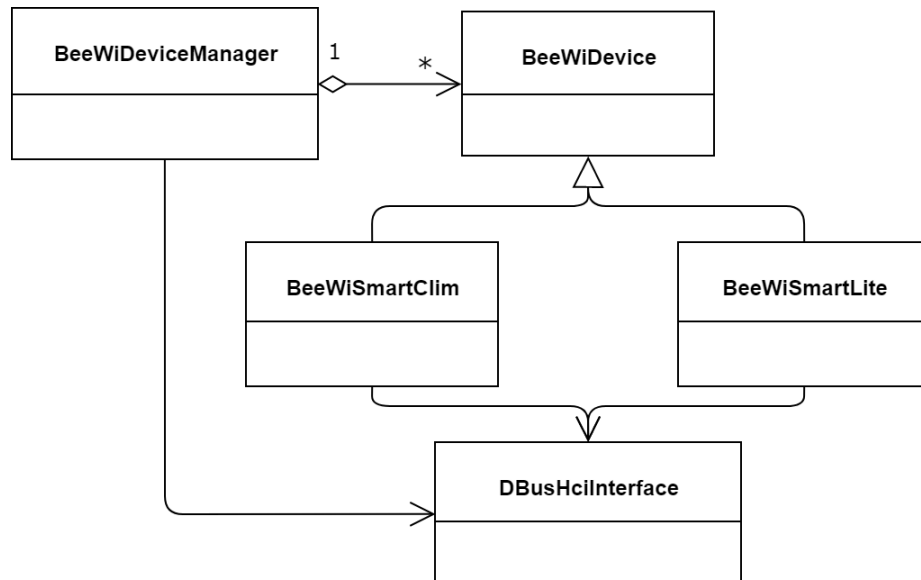 BeeWiDeviceManager
1
*
BeeWiDevice
BeeWiSmartClim
BeeWiSmartLite
DBusHciInterface